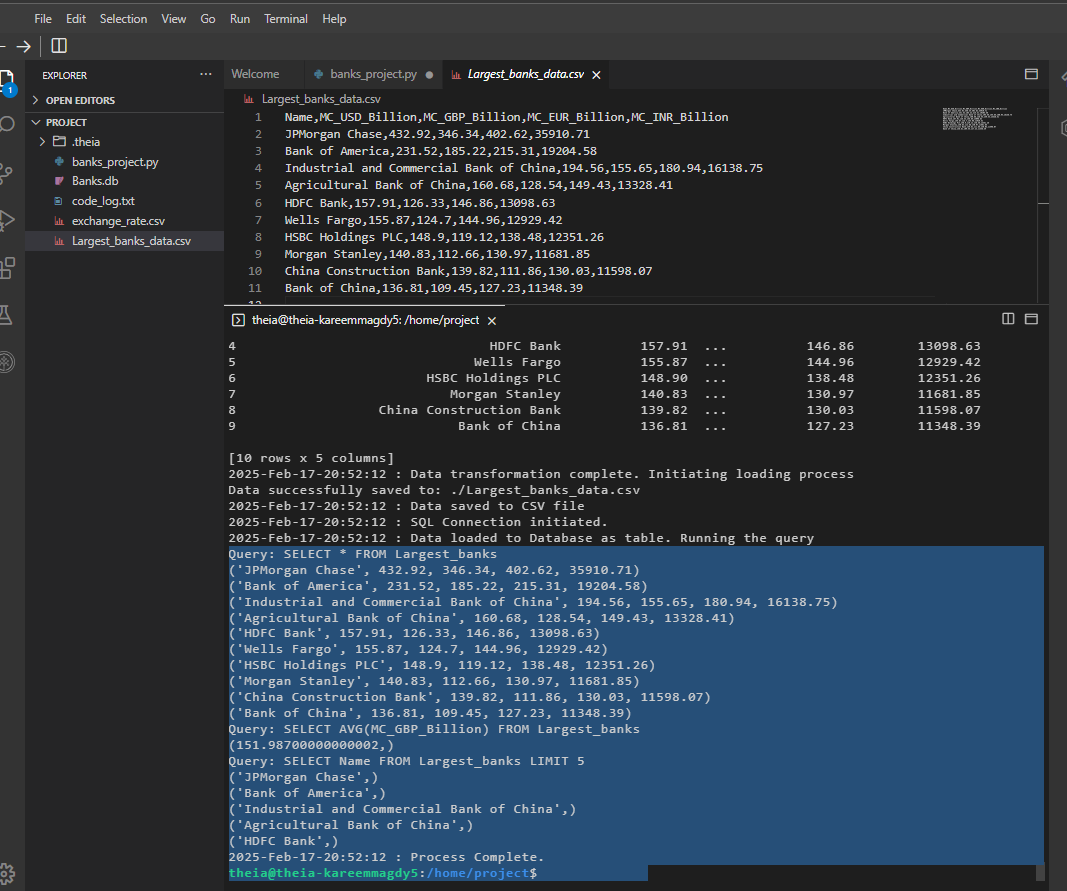 File Edit Selection View Go Run Terminal Help
EXPLORER ...
Welcome banks_project.py Largest_banks_data.csv
1
OPEN EDITORS
PROJECT
.theia
banks_project.py
Banks.db
code_log.txt
exchange_rate.csv
Largest_banks_data.csv
Largest_banks_data.csv
1 Name,MC_USD_Billion,MC_GBP_Billion,MC_EUR_Billion,MC_INR_Billion
2 JPMorgan Chase,432.92,346.34,402.62,35910.71
3 Bank of America,231.52,185.22,215.31,19204.58
4 Industrial and Commercial Bank of China,194.56,155.65,180.94,16138.75
5 Agricultural Bank of China,160.68,128.54,149.43,13328.41
6 HDFC Bank,157.91,126.33,146.86,13098.63
7 Wells Fargo,155.87,124.7,144.96,12929.42
8 HSBC Holdings PLC,148.9,119.12,138.48,12351.26
9 Morgan Stanley,140.83,112.66,130.97,11681.85
10 China Construction Bank,139.82,111.86,130.03,11598.07
11 Bank of China,136.81,109.45,127.23,11348.39
12
theia@theia-kareemmagdy5: /home/project
4 HDFC Bank 157.91 ... 146.86 13098.63
5 Wells Fargo 155.87 ... 144.96 12929.42
6 HSBC Holdings PLC 148.90 ... 138.48 12351.26
7 Morgan Stanley 140.83 ... 130.97 11681.85
8 China Construction Bank 139.82 ... 130.03 11598.07
9 Bank of China 136.81 ... 127.23 11348.39
[10 rows x 5 columns]
2025-Feb-17-20:52:12 : Data transformation complete. Initiating loading process
Data successfully saved to: ./Largest_banks_data.csv
2025-Feb-17-20:52:12 : Data saved to CSV file
2025-Feb-17-20:52:12 : SQL Connection initiated.
2025-Feb-17-20:52:12 : Data loaded to Database as table. Running the query
Query: SELECT * FROM Largest_banks
('JPMorgan Chase', 432.92, 346.34, 402.62, 35910.71)
('Bank of America', 231.52, 185.22, 215.31, 19204.58)
('Industrial and Commercial Bank of China', 194.56, 155.65, 180.94, 16138.75)
('Agricultural Bank of China', 160.68, 128.54, 149.43, 13328.41)
('HDFC Bank', 157.91, 126.33, 146.86, 13098.63)
('Wells Fargo', 155.87, 124.7, 144.96, 12929.42)
('HSBC Holdings PLC', 148.9, 119.12, 138.48, 12351.26)
('Morgan Stanley', 140.83, 112.66, 130.97, 11681.85)
('China Construction Bank', 139.82, 111.86, 130.03, 11598.07)
('Bank of China', 136.81, 109.45, 127.23, 11348.39)
Query: SELECT AVG(MC_GBP_Billion) FROM Largest_banks
(151.98700000000002,)
Query: SELECT Name FROM Largest_banks LIMIT 5
('JPMorgan Chase',)
('Bank of America',)
('Industrial and Commercial Bank of China',)
('Agricultural Bank of China',)
('HDFC Bank',)
2025-Feb-17-20:52:12 : Process Complete.
theia@theia-kareemmagdy5:/home/project$